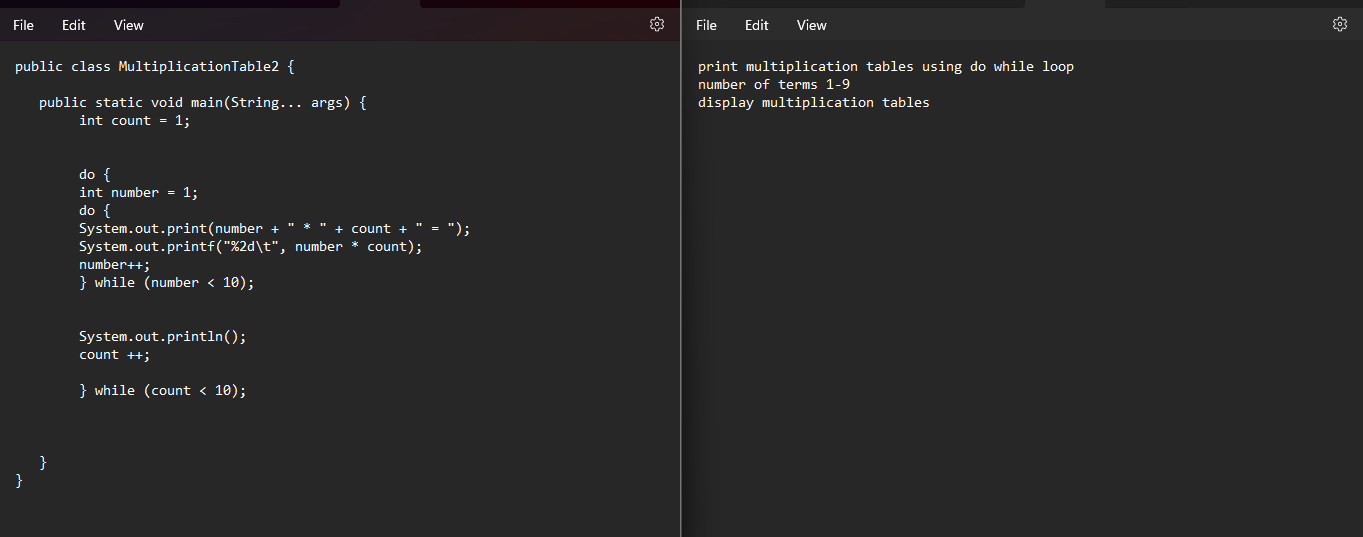 File Edit View
public class MultiplicationTable2 {
public static void main(String... args) {
int count = 1;
do {
int number = 1;
do {
System.out.print(number + " * " + count + " = ");
System.out.printf("%2d\t", number * count);
number++;
} while (number < 10);
System.out.println();
count ++;
} while (count < 10);
}
}
File Edit View
print multiplication tables using do while loop
number of terms 1-9
display multiplication tables